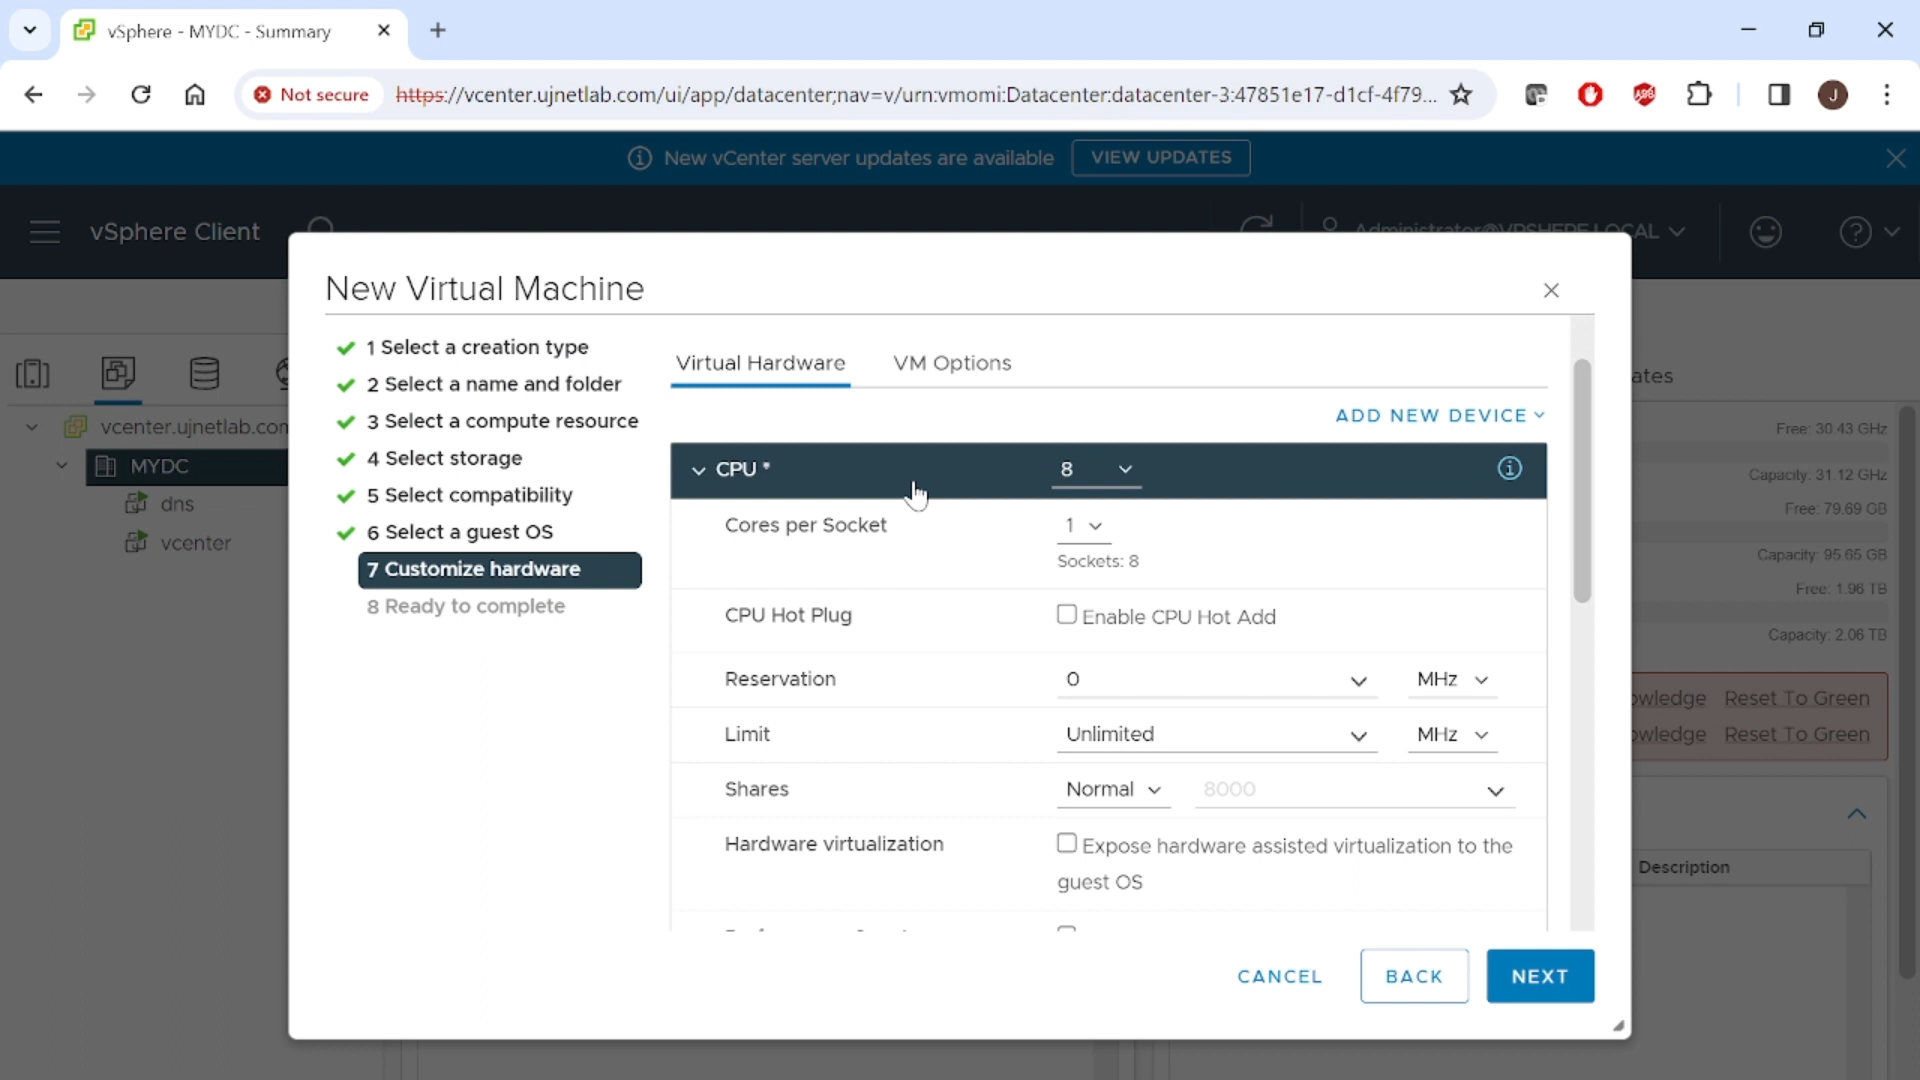 vSphere - MYDC - Summary
Not secure
https://vcenter.ujnetlab.com/ui/app/datacenter;nav=v/urn:vmomi:Datacenter:datacenter-3:47851e17-d1cf-4f79...
J
New vCenter server updates are available
VIEW UPDATES
vSphere Client
Administrator@VPSHERE.LOCAL
New Virtual Machine
1 Select a creation type
2 Select a name and folder
3 Select a compute resource
4 Select storage
5 Select compatibility
6 Select a guest OS
7 Customize hardware
8 Ready to complete
Virtual Hardware
VM Options
ADD NEW DEVICE
CPU *
8
Cores per Socket
1
Sockets: 8
CPU Hot Plug
Enable CPU Hot Add
Reservation
0
MHz
Limit
Unlimited
MHz
Shares
Normal
8000
Hardware virtualization
Expose hardware assisted virtualization to the
guest OS
CANCEL
BACK
NEXT
vcenter.ujnetlab.con
MYDC
dns
vcenter
ates
Free: 30.43 GHz
Capacity: 31.12 GHz
Free: 79.69 GB
Capacity: 95.65 GB
Free: 1.96 TB
Capacity: 2.06 TB
owledge Reset To Green
owledge Reset To Green
Description